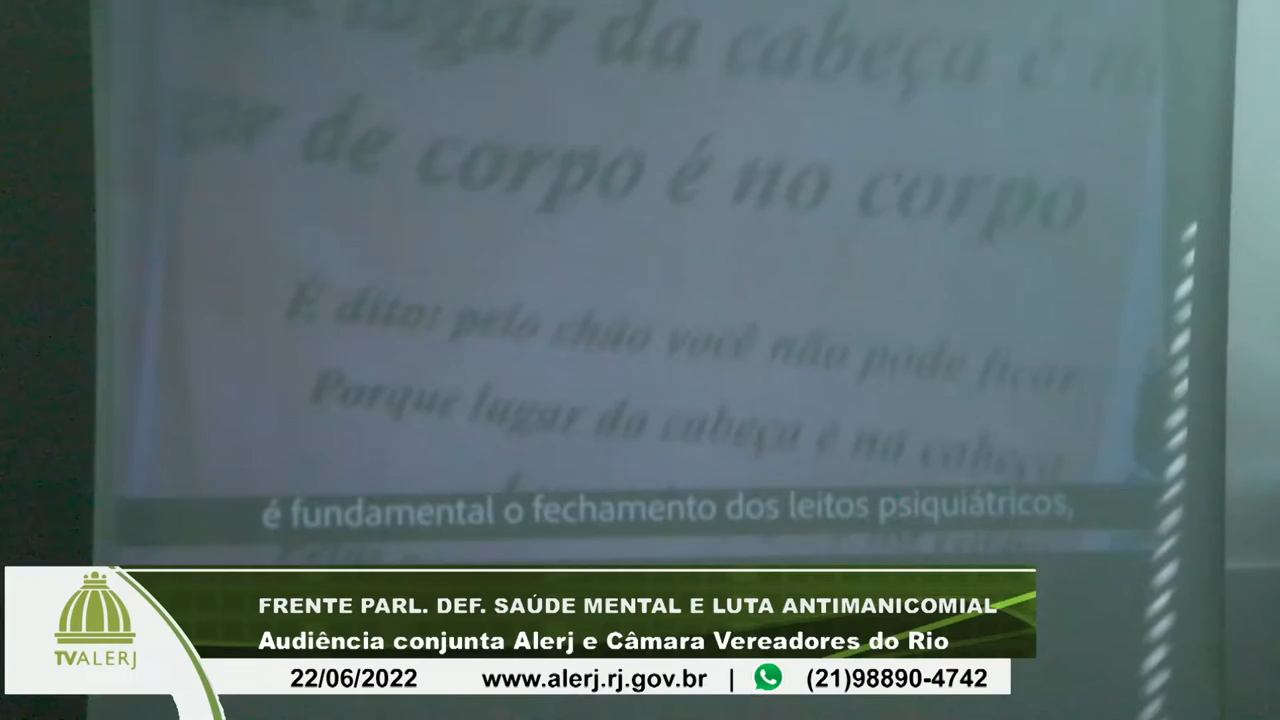 lugar da cabeça é
de corpo é no corpo
É dito: pelo chão você não pode ficar
Porque lugar da cabeça é na cabeça
é fundamental o fechamento dos leitos psiquiátricos,
FRENTE PARL. DEF. SAÚDE MENTAL E LUTA ANTIMANICOMIAL
Audiência conjunta Alerj e Câmara Vereadores do Rio
TVALERJ
22/06/2022 www.alerj.rj.gov.br | (21)98890-4742